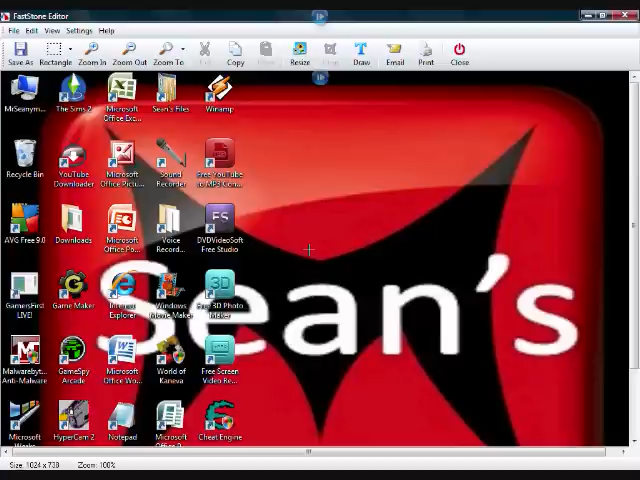 FastStone Editor
File Edit View Settings Help
Save As Rectangle Zoom In Zoom Out Zoom To Copy Resize Draw Email Print Close
MrSeanym... The Sims 2 Microsoft Office Exc... Sean's Files Winamp
Recycle Bin YouTube Downloader Microsoft Office Pictu... Sound Recorder Free YouTube to MP3 Con...
AVG Free 9.0 Downloads Microsoft Office Po... Voice Record... DVDVideoSoft Free Studio
GamersFirst LIVE! Game Maker Internet Explorer Windows Movie Maker Free 3D Photo Maker
Sean's
Malwarebyt... Anti-Malware GameSpy Arcade Microsoft Office Wo... World of Kaneva Free Screen Video Re...
Microsoft Works HyperCam 2 Notepad Microsoft Cheat Engine
Size: 1024 x 738 Zoom: 100%